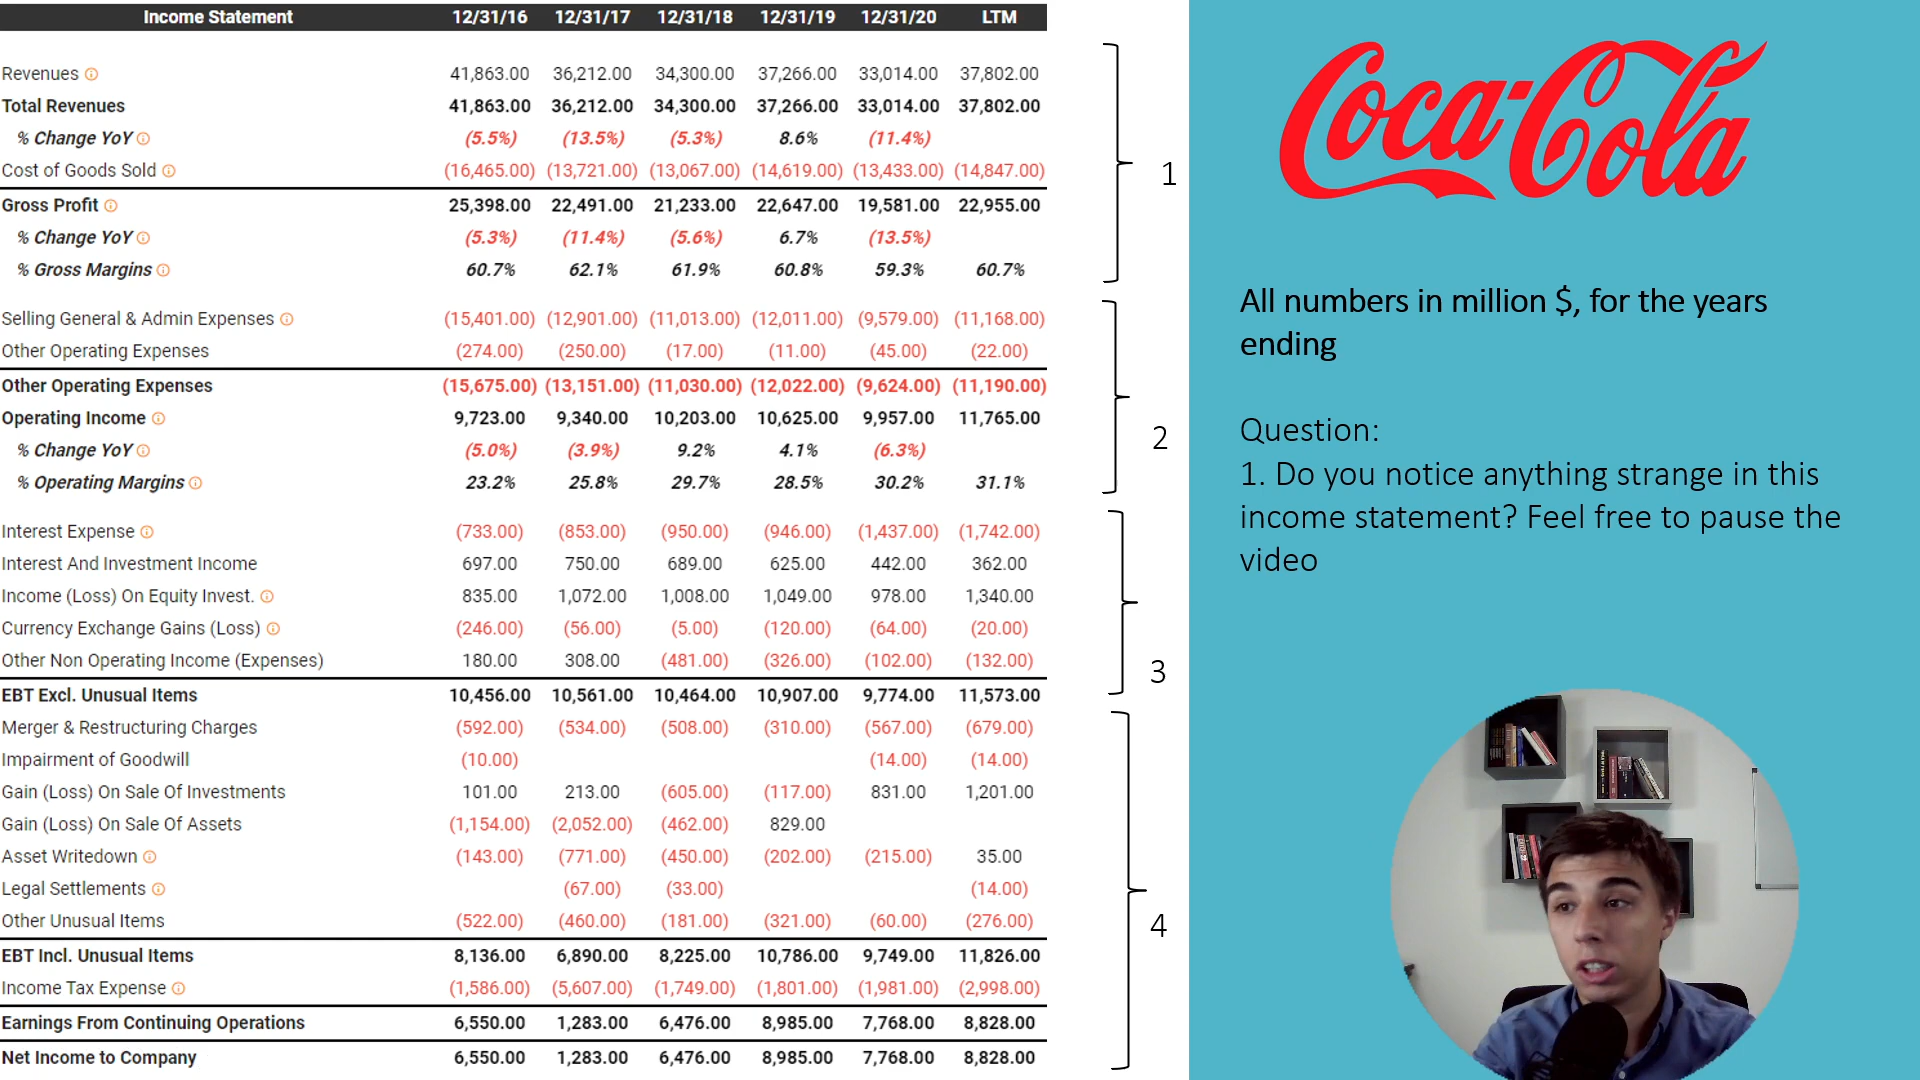 Income Statement 12/31/16 12/31/17 12/31/18 12/31/19 12/31/20 LTM
Revenues 41,863.00 36,212.00 34,300.00 37,266.00 33,014.00 37,802.00
Total Revenues 41,863.00 36,212.00 34,300.00 37,266.00 33,014.00 37,802.00
% Change YoY (5.5%) (13.5%) (5.3%) 8.6% (11.4%)
Cost of Goods Sold (16,465.00) (13,721.00) (13,067.00) (14,619.00) (13,433.00) (14,847.00)
Gross Profit 25,398.00 22,491.00 21,233.00 22,647.00 19,581.00 22,955.00
% Change YoY (5.3%) (11.4%) (5.6%) 6.7% (13.5%)
% Gross Margins 60.7% 62.1% 61.9% 60.8% 59.3% 60.7%
Selling General & Admin Expenses (15,401.00) (12,901.00) (11,013.00) (12,011.00) (9,579.00) (11,168.00)
Other Operating Expenses (274.00) (250.00) (17.00) (11.00) (45.00) (22.00)
Other Operating Expenses (15,675.00) (13,151.00) (11,030.00) (12,022.00) (9,624.00) (11,190.00)
Operating Income 9,723.00 9,340.00 10,203.00 10,625.00 9,957.00 11,765.00
% Change YoY (5.0%) (3.9%) 9.2% 4.1% (6.3%)
% Operating Margins 23.2% 25.8% 29.7% 28.5% 30.2% 31.1%
Interest Expense (733.00) (853.00) (950.00) (946.00) (1,437.00) (1,742.00)
Interest And Investment Income 697.00 750.00 689.00 625.00 442.00 362.00
Income (Loss) On Equity Invest. 835.00 1,072.00 1,008.00 1,049.00 978.00 1,340.00
Currency Exchange Gains (Loss) (246.00) (56.00) (5.00) (120.00) (64.00) (20.00)
Other Non Operating Income (Expenses) 180.00 308.00 (481.00) (326.00) (102.00) (132.00)
EBT Excl. Unusual Items 10,456.00 10,561.00 10,464.00 10,907.00 9,774.00 11,573.00
Merger & Restructuring Charges (592.00) (534.00) (508.00) (310.00) (567.00) (679.00)
Impairment of Goodwill (10.00) (14.00) (14.00)
Gain (Loss) On Sale Of Investments 101.00 213.00 (605.00) (117.00) 831.00 1,201.00
Gain (Loss) On Sale Of Assets (1,154.00) (2,052.00) (462.00) 829.00
Asset Writedown (143.00) (771.00) (450.00) (202.00) (215.00) 35.00
Legal Settlements (67.00) (33.00) (14.00)
Other Unusual Items (522.00) (460.00) (181.00) (321.00) (60.00) (276.00)
EBT Incl. Unusual Items 8,136.00 6,890.00 8,225.00 10,786.00 9,749.00 11,826.00
Income Tax Expense (1,586.00) (5,607.00) (1,749.00) (1,801.00) (1,981.00) (2,998.00)
Earnings From Continuing Operations 6,550.00 1,283.00 6,476.00 8,985.00 7,768.00 8,828.00
Net Income to Company 6,550.00 1,283.00 6,476.00 8,985.00 7,768.00 8,828.00
1
2
3
4
Coca-Cola
All numbers in million $, for the years
ending
Question:
1. Do you notice anything strange in this
income statement? Feel free to pause the
video